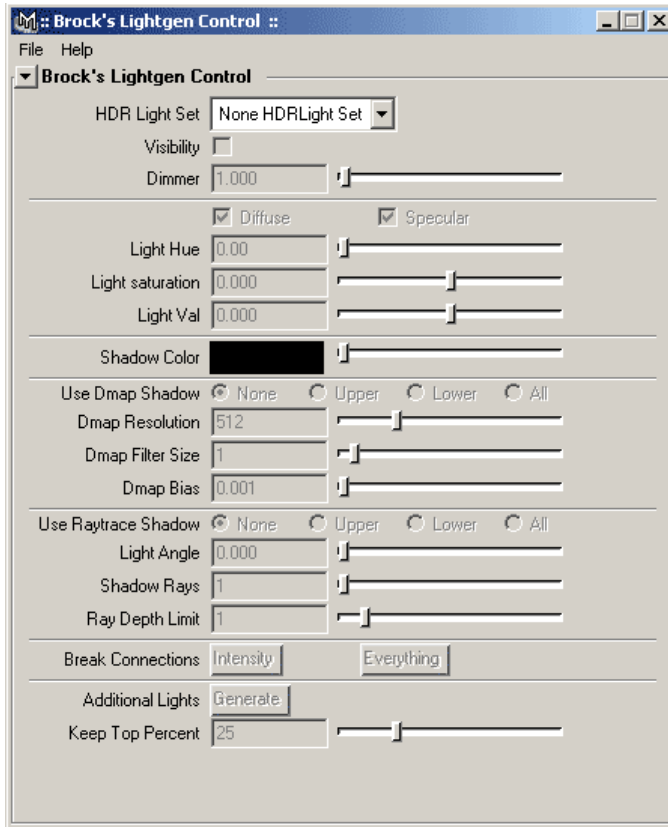 :: Brock's Lightgen Control ::
File Help
Brock's Lightgen Control
HDR Light Set None HDRLight Set
Visibility
Dimmer 1.000
Diffuse Specular
Light Hue 0.00
Light saturation 0.000
Light Val 0.000
Shadow Color
Use Dmap Shadow None Upper Lower All
Dmap Resolution 512
Dmap Filter Size 1
Dmap Bias 0.001
Use Raytrace Shadow None Upper Lower All
Light Angle 0.000
Shadow Rays 1
Ray Depth Limit 1
Break Connections Intensity Everything
Additional Lights Generate
Keep Top Percent 25